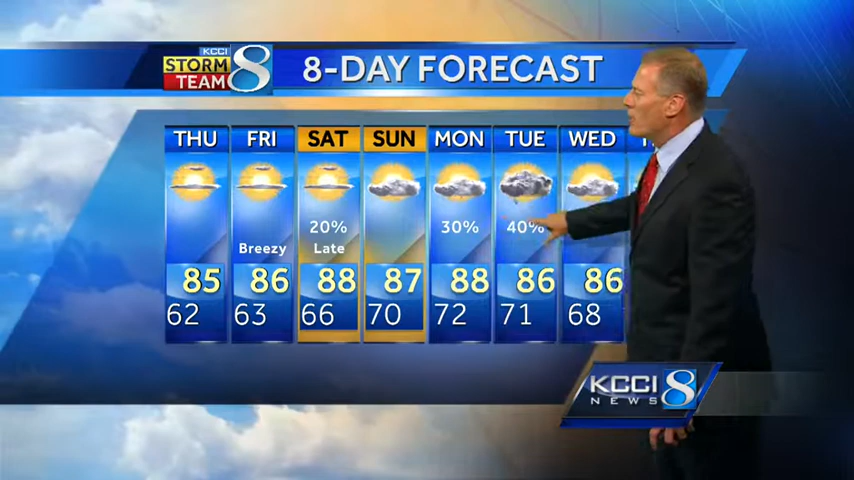 KCCI
STORM
TEAM 8
8-DAY FORECAST
THU FRI SAT SUN MON TUE WED
20% 30% 40%
Breezy Late
85 86 88 87 88 86 86
62 63 66 70 72 71 68
KCCI 8
NEWS